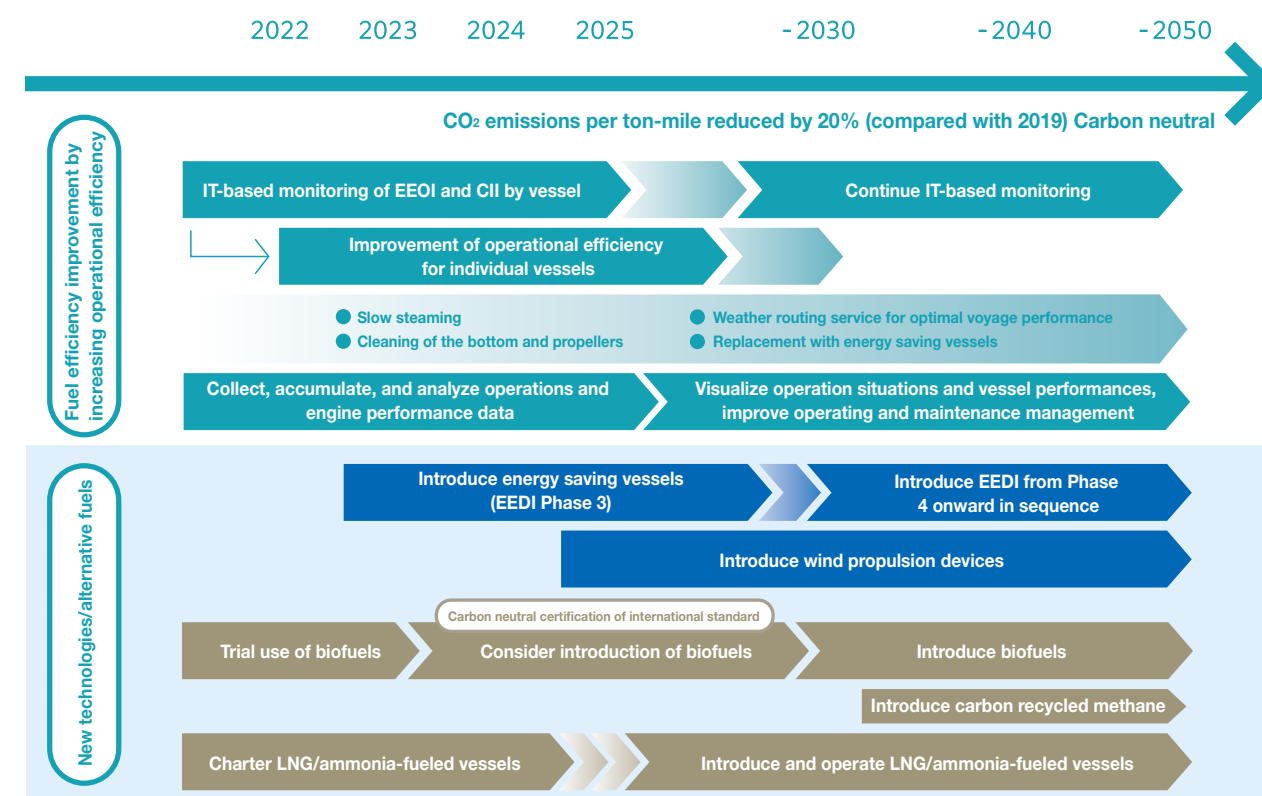 2022 2023 2024 2025 -2030 -2040 -2050
CO2 emissions per ton-mile reduced by 20% (compared with 2019) Carbon neutral
Fuel efficiency improvement by
increasing operational efficiency
IT-based monitoring of EEOI and CII by vessel
Continue IT-based monitoring
Improvement of operational efficiency
for individual vessels
Slow steaming
Cleaning of the bottom and propellers
Weather routing service for optimal voyage performance
Replacement with energy saving vessels
Collect, accumulate, and analyze operations and
engine performance data
Visualize operation situations and vessel performances,
improve operating and maintenance management
New technologies/alternative fuels
Introduce energy saving vessels
(EEDI Phase 3)
Introduce EEDI from Phase
4 onward in sequence
Introduce wind propulsion devices
Carbon neutral certification of international standard
Trial use of biofuels
Consider introduction of biofuels
Introduce biofuels
Introduce carbon recycled methane
Charter LNG/ammonia-fueled vessels
Introduce and operate LNG/ammonia-fueled vessels